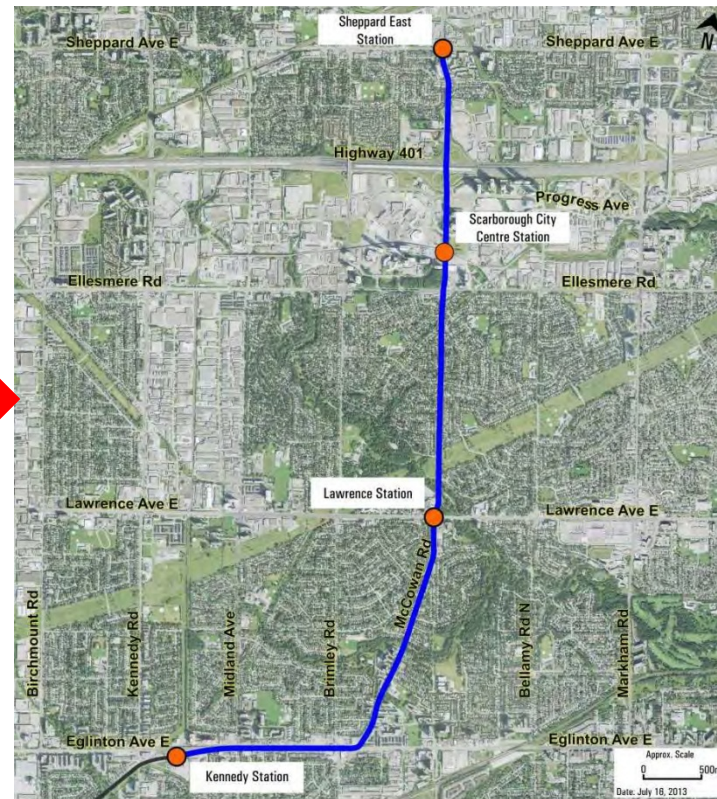 Sheppard East
Station
Sheppard Ave E
Sheppard Ave E
N
Highway 401
Progress Ave
Scarborough City
Centre Station
Ellesmere Rd
Ellesmere Rd
Lawrence Station
Lawrence Ave E
Lawrence Ave E
McCowan Rd
Birchmount Rd
Kennedy Rd
Midland Ave
Brimley Rd
Bellamy Rd N
Markham Rd
Eglinton Ave E
Eglinton Ave E
Kennedy Station
Approx. Scale
0 500m
Date: July 16, 2013